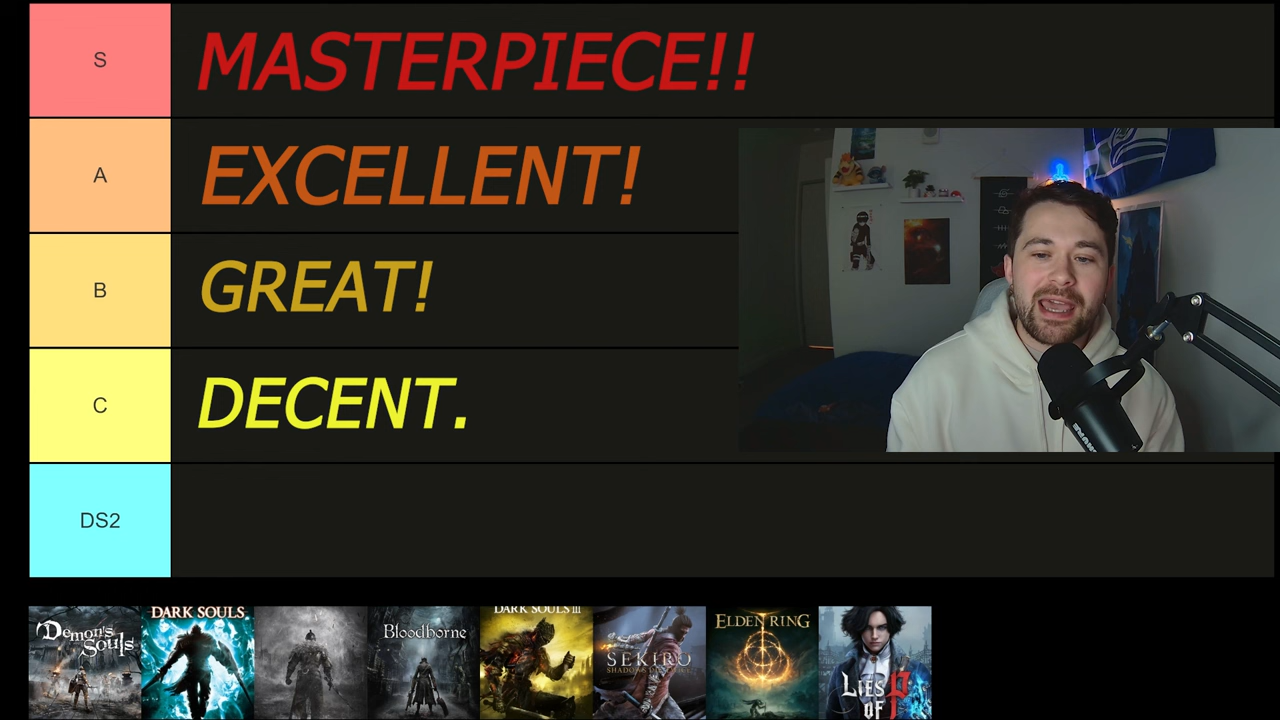 S
MASTERPIECE!!
A
EXCELLENT!
B
GREAT!
C
DECENT.
DS2
Demon's
Souls
DARK SOULS
Bloodborne
DARK SOULS III
SEKIRO
ELDEN RING
LIES
OF P